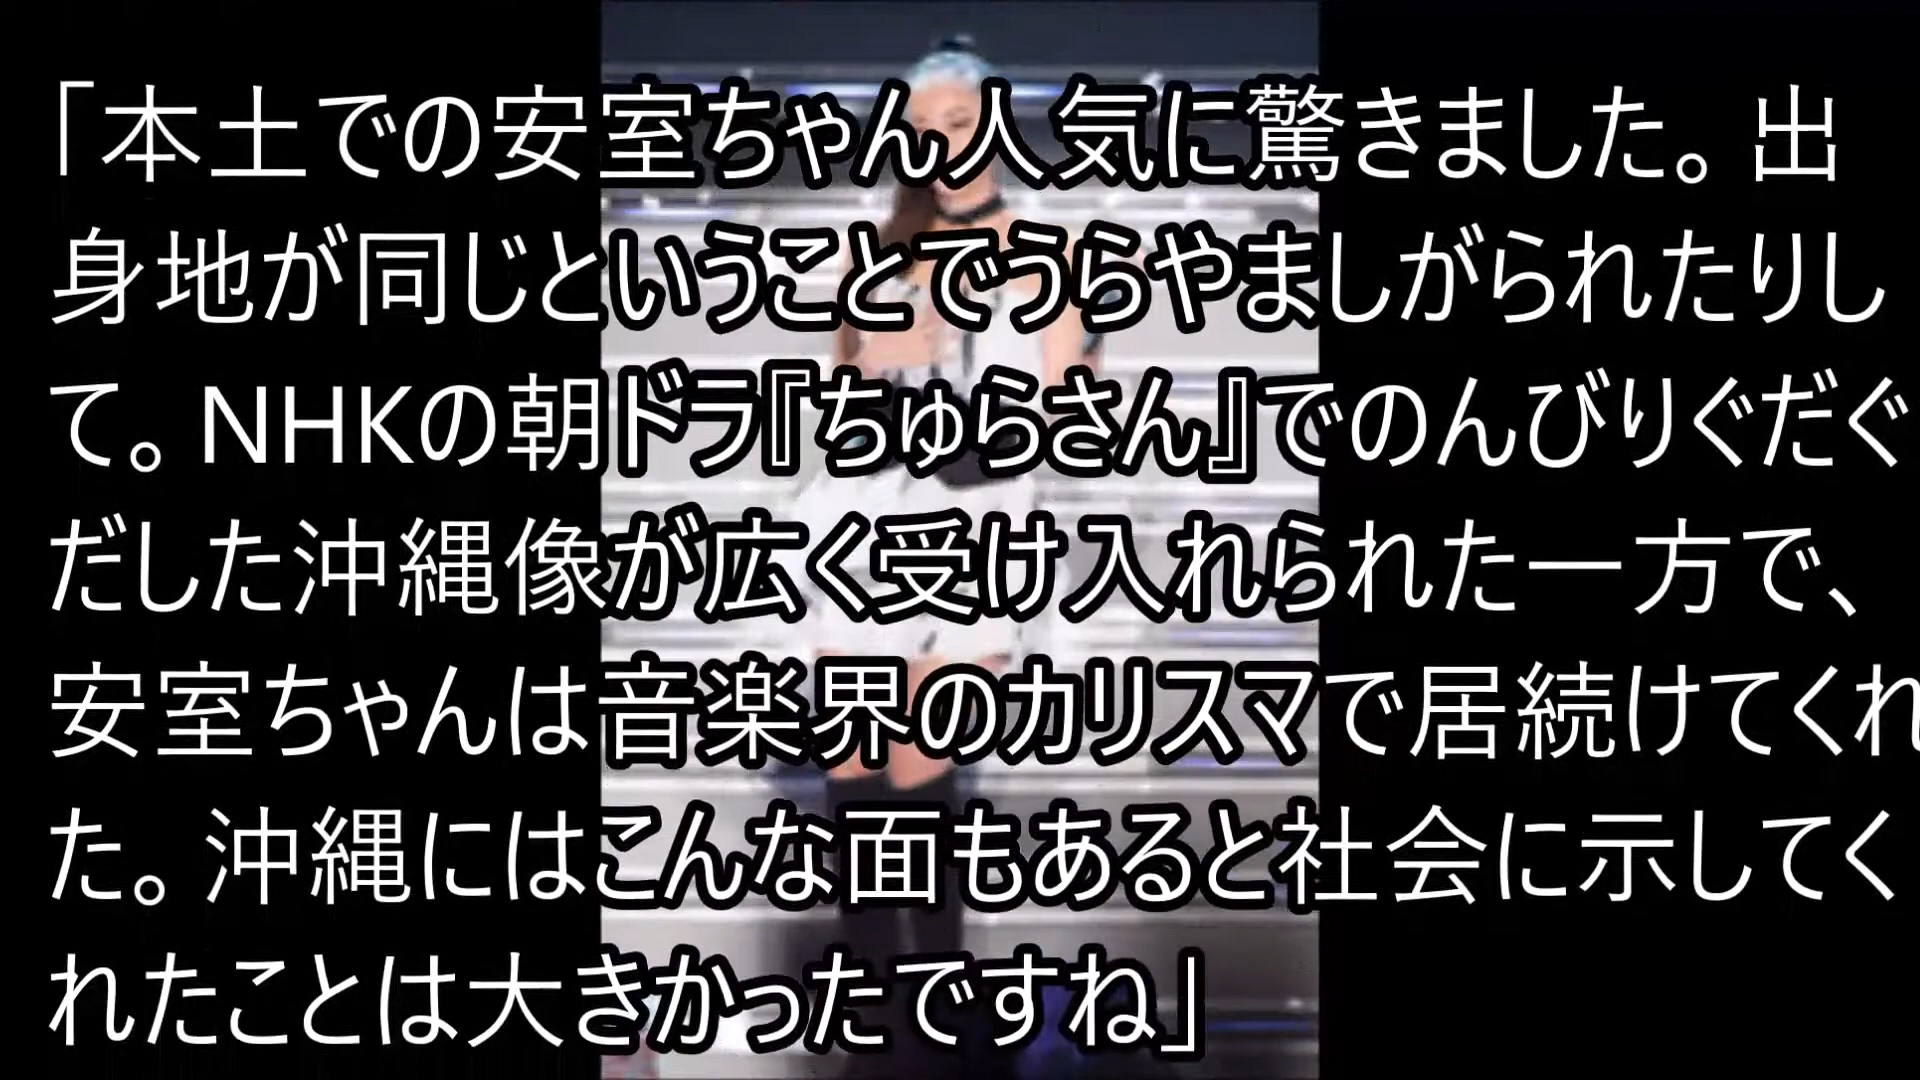 「本土での安室ちゃん人気に驚きました。出
身地が同じということでうらやましがられたりし
て。NHKの朝ドラ『ちゅらさん』でのんびりぐだぐ
だした沖縄像が広く受け入れられた一方で、
安室ちゃんは音楽界のカリスマで居続けてくれ
た。沖縄にはこんな面もあると社会に示してく
れたことは大きかったですね」